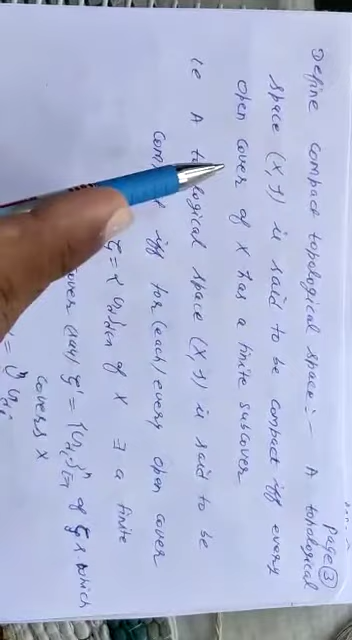 page ③
Define compact topological space:- A topological
space (X, T) is said to be compact iff every
open cover of X has a finite subcover
ie A logical space (X, T) is said to be
iff for (each) every open cover
of X ∃ a finite
(say) of which
covers X